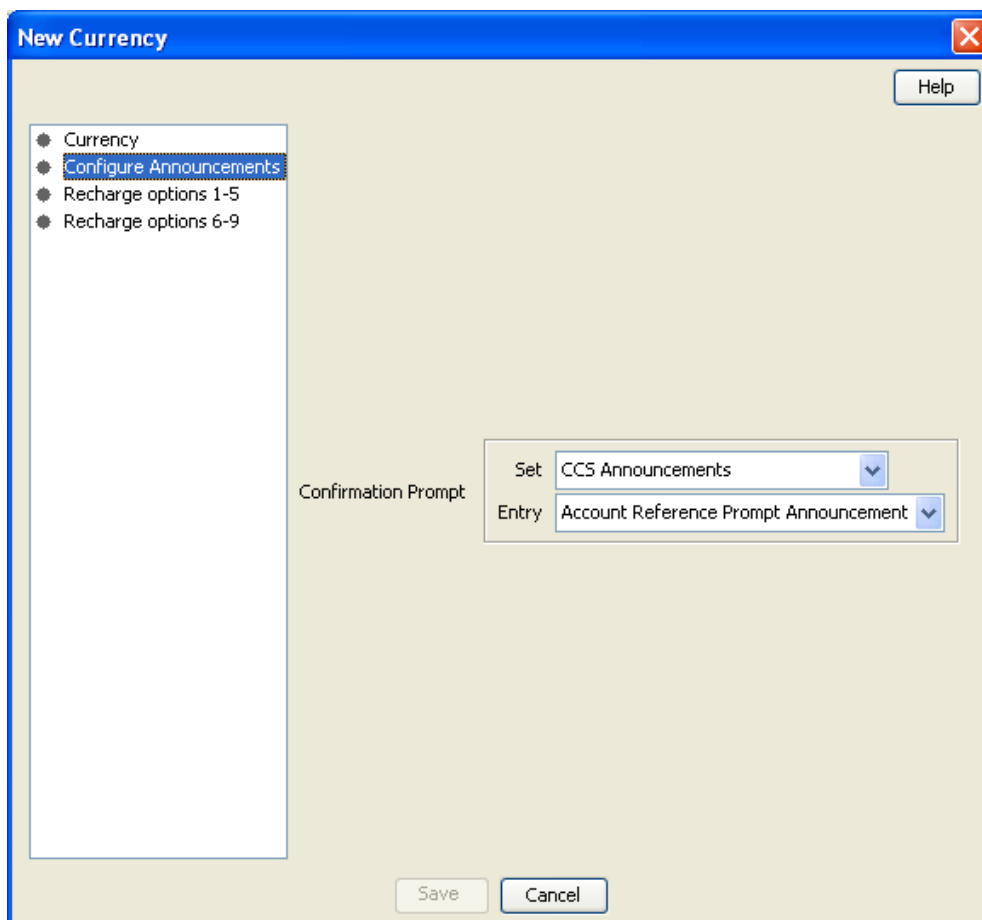 New Currency
Help
Currency
Configure Announcements
Recharge options 1-5
Recharge options 6-9
Confirmation Prompt
Set CCS Announcements
Entry Account Reference Prompt Announcement
Save Cancel